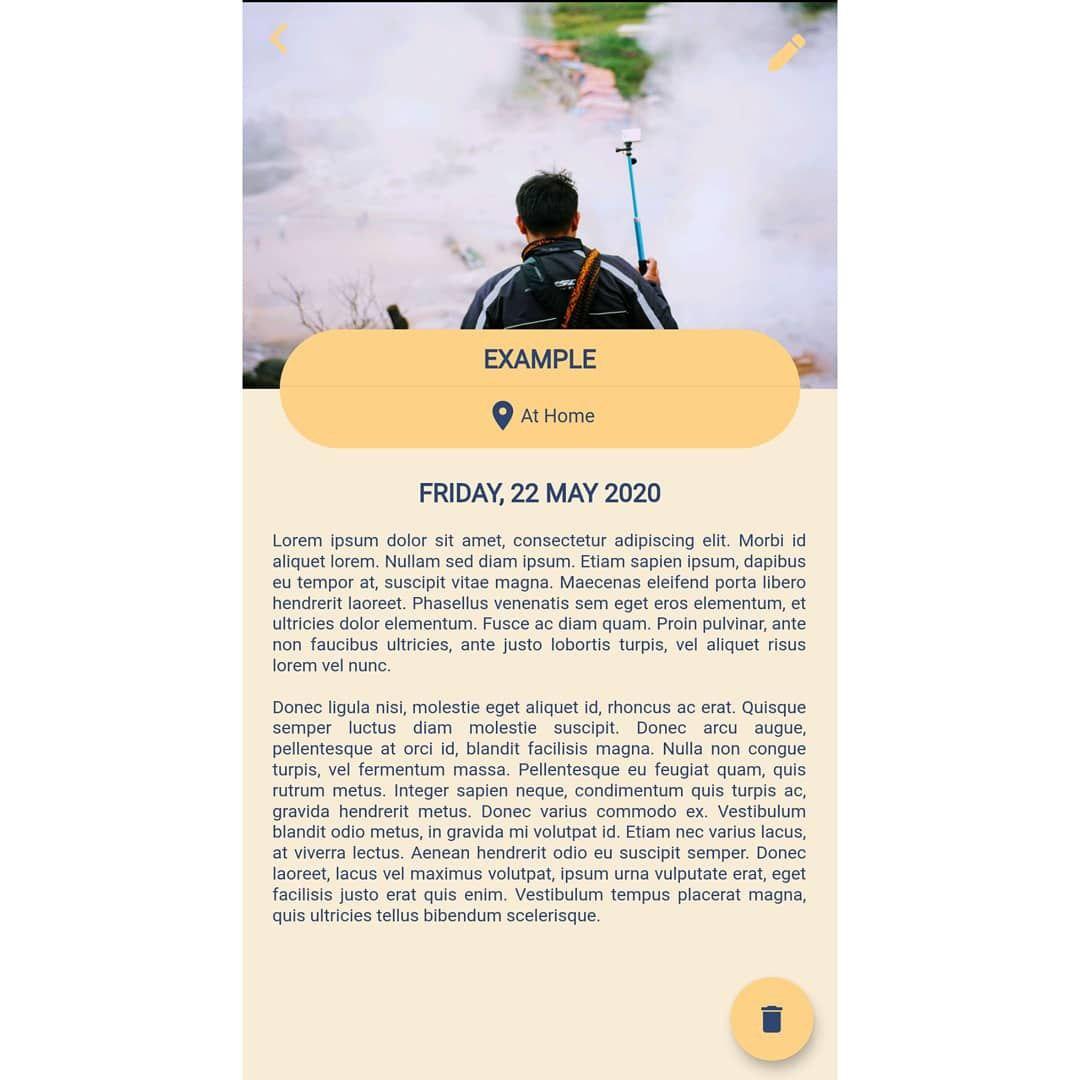 EXAMPLE
At Home
FRIDAY, 22 MAY 2020
Lorem ipsum dolor sit amet, consectetur adipiscing elit. Morbi id
aliquet lorem. Nullam sed diam ipsum. Etiam sapien ipsum, dapibus
eu tempor at, suscipit vitae magna. Maecenas eleifend porta libero
hendrerit laoreet. Phasellus venenatis sem eget eros elementum, et
ultricies dolor elementum. Fusce ac diam quam. Proin pulvinar, ante
non faucibus ultricies, ante justo lobortis turpis, vel aliquet risus
lorem vel nunc.
Donec ligula nisi, molestie eget aliquet id, rhoncus ac erat. Quisque
semper luctus diam molestie suscipit. Donec arcu augue,
pellentesque at orci id, blandit facilisis magna. Nulla non congue
turpis, vel fermentum massa. Pellentesque eu feugiat quam, quis
rutrum metus. Integer sapien neque, condimentum quis turpis ac,
gravida hendrerit metus. Donec varius commodo ex. Vestibulum
blandit odio metus, in gravida mi volutpat id. Etiam nec varius lacus,
at viverra lectus. Aenean hendrerit odio eu suscipit semper. Donec
laoreet, lacus vel maximus volutpat, ipsum urna vulputate erat, eget
facilisis justo erat quis enim. Vestibulum tempus placerat magna,
quis ultricies tellus bibendum scelerisque.